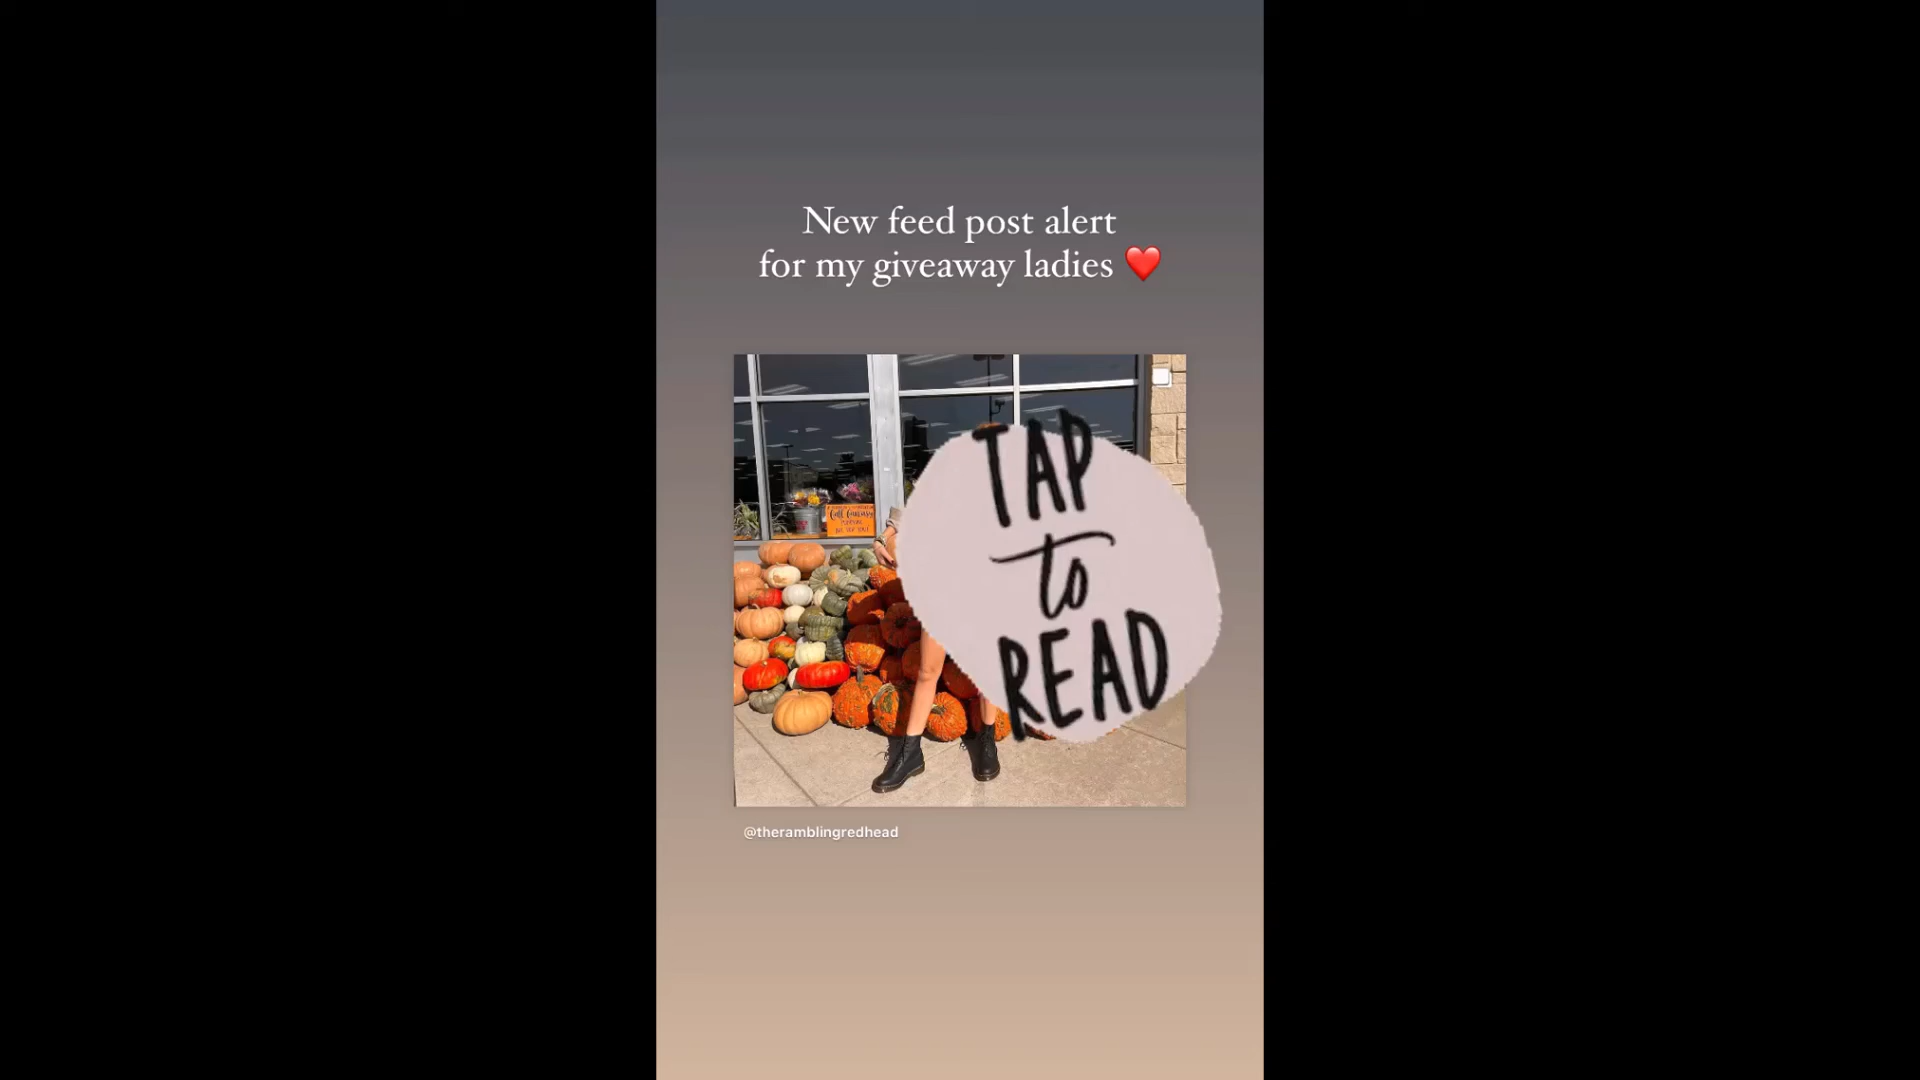 New feed post alert
for my giveaway ladies ❤️
TAP
to
READ
@theramblingredhead